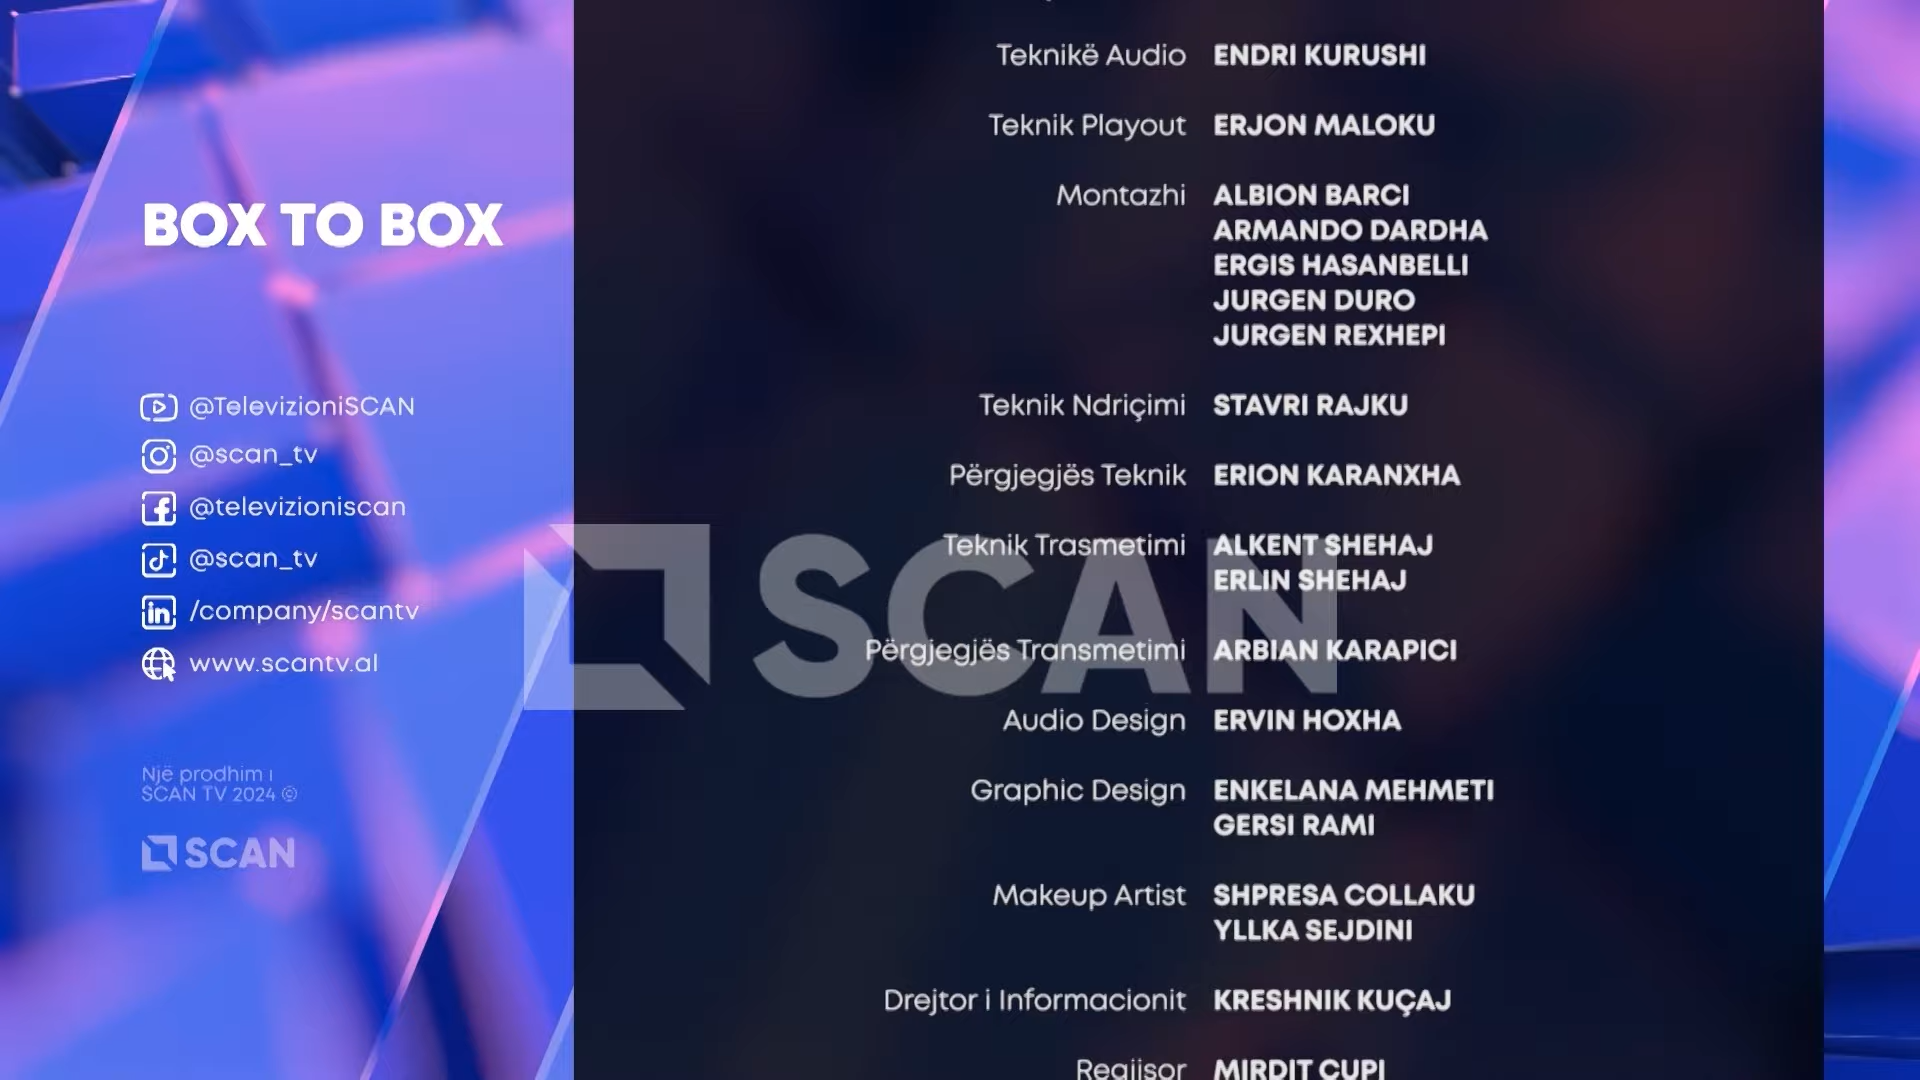 BOX TO BOX
@TelevizioniSCAN
@scan_tv
@televizioniscan
@scan_tv
/company/scantv
www.scantv.al
Një prodhim i
SCAN TV 2024 ©
SCAN
Teknikë Audio ENDRI KURUSHI
Teknik Playout ERJON MALOKU
Montazhi ALBION BARCI
ARMANDO DARDHA
ERGIS HASANBELLI
JURGEN DURO
JURGEN REXHEPI
Teknik Ndriçimi STAVRI RAJKU
Përgjegjës Teknik ERION KARANXHA
Teknik Trasmetimi ALKENT SHEHAJ
ERLIN SHEHAJ
SCAN
Përgjegjës Transmetimi ARBIAN KARAPICI
Audio Design ERVIN HOXHA
Graphic Design ENKELANA MEHMETI
GERSI RAMI
Makeup Artist SHPRESA COLLAKU
YLLKA SEJDINI
Drejtor i Informacionit KRESHNIK KUÇAJ
Regjisor MIRDIT CUPI